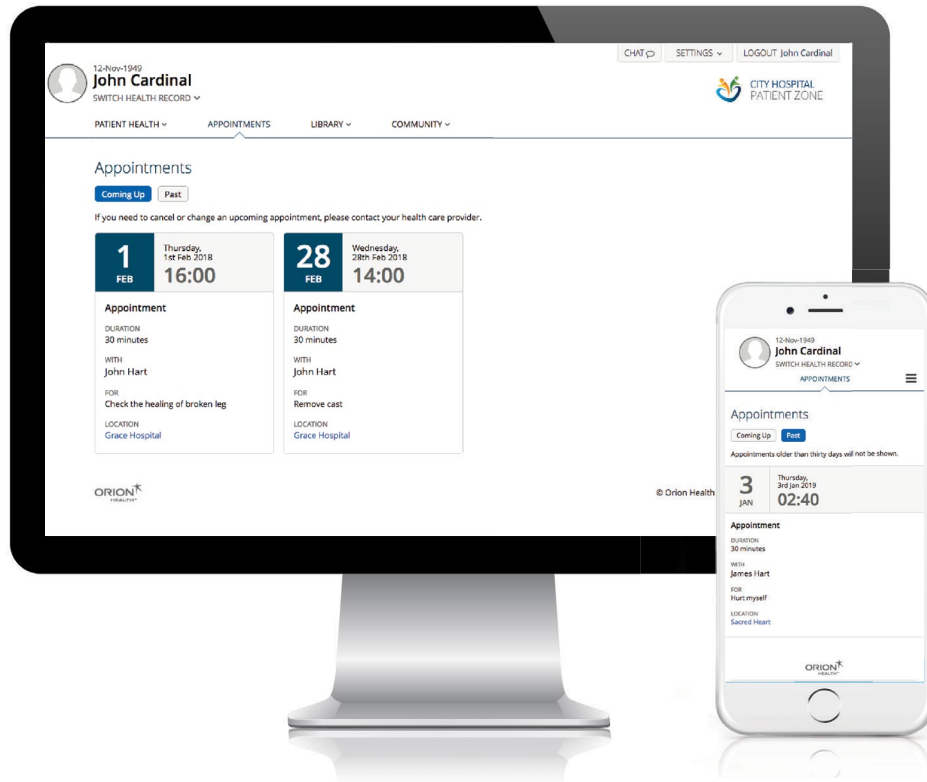 CHAT SETTINGS LOGOUT John Cardinal
12-Nov-1949
John Cardinal
SWITCH HEALTH RECORD
CITY HOSPITAL
PATIENT ZONE
PATIENT HEALTH APPOINTMENTS LIBRARY COMMUNITY
Appointments
Coming Up Past
If you need to cancel or change an upcoming appointment, please contact your health care provider.
1
FEB
Thursday,
1st Feb 2018
16:00
Appointment
DURATION
30 minutes
WITH
John Hart
FOR
Check the healing of broken leg
LOCATION
Grace Hospital
28
FEB
Wednesday,
28th Feb 2018
14:00
Appointment
DURATION
30 minutes
WITH
John Hart
FOR
Remove cast
LOCATION
Grace Hospital
ORION
HEALTH™
© Orion Health
12-Nov-1949
John Cardinal
SWITCH HEALTH RECORD
APPOINTMENTS
Appointments
Coming Up Past
Appointments older than thirty days will not be shown.
3
JAN
Thursday,
3rd Jan 2019
02:40
Appointment
DURATION
30 minutes
WITH
James Hart
FOR
Hurt myself
LOCATION
Sacred Heart
ORION
HEALTH™